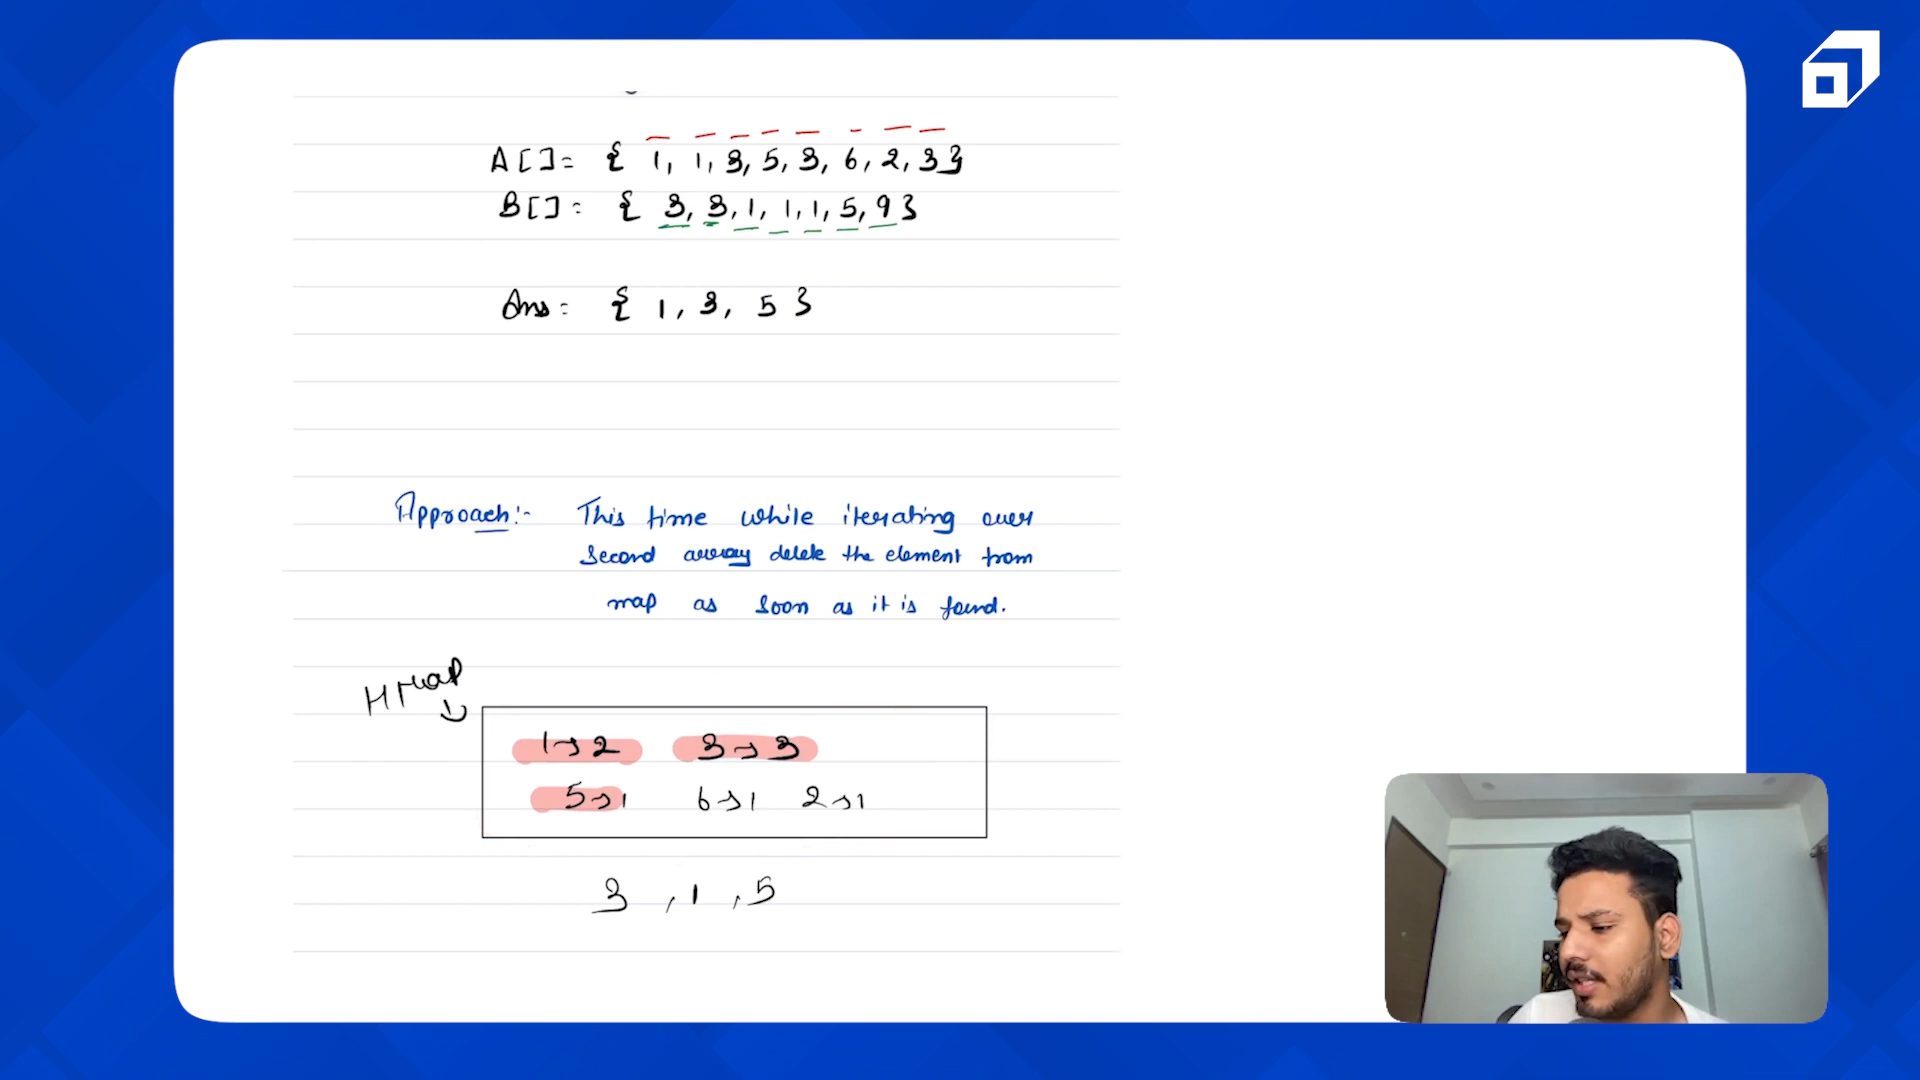 A[]= { 1, 1, 3, 5, 3, 6, 2, 3}
B[]= { 3, 3, 1, 1, 1, 5, 9}
Ans= { 1, 3, 5 }
Approach:- This time while iterating over
second array delete the element from
map as soon as it is found.
HMap
1→2 3→3
5→1 6→1 2→1
3, 1, 5